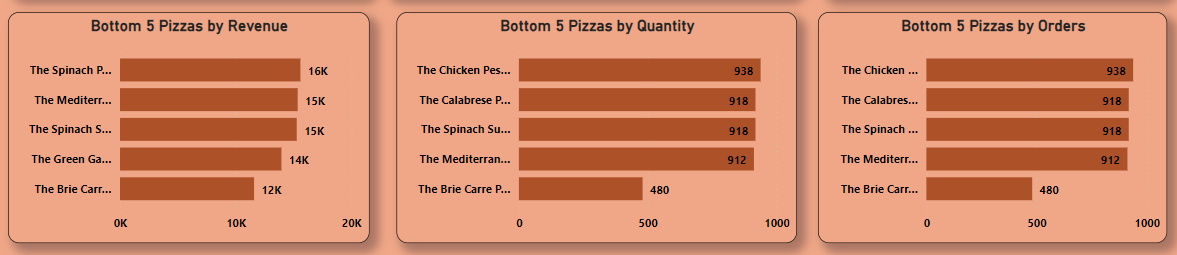 Bottom 5 Pizzas by Revenue
The Spinach P... 16K
The Mediterr... 15K
The Spinach S... 15K
The Green Ga... 14K
The Brie Carr... 12K
0K 10K 20K
Bottom 5 Pizzas by Quantity
The Chicken Pes... 938
The Calabrese P... 918
The Spinach Su... 918
The Mediterran... 912
The Brie Carre P... 480
0 500 1000
Bottom 5 Pizzas by Orders
The Chicken ... 938
The Calabres... 918
The Spinach ... 918
The Mediterr... 912
The Brie Carr... 480
0 500 1000